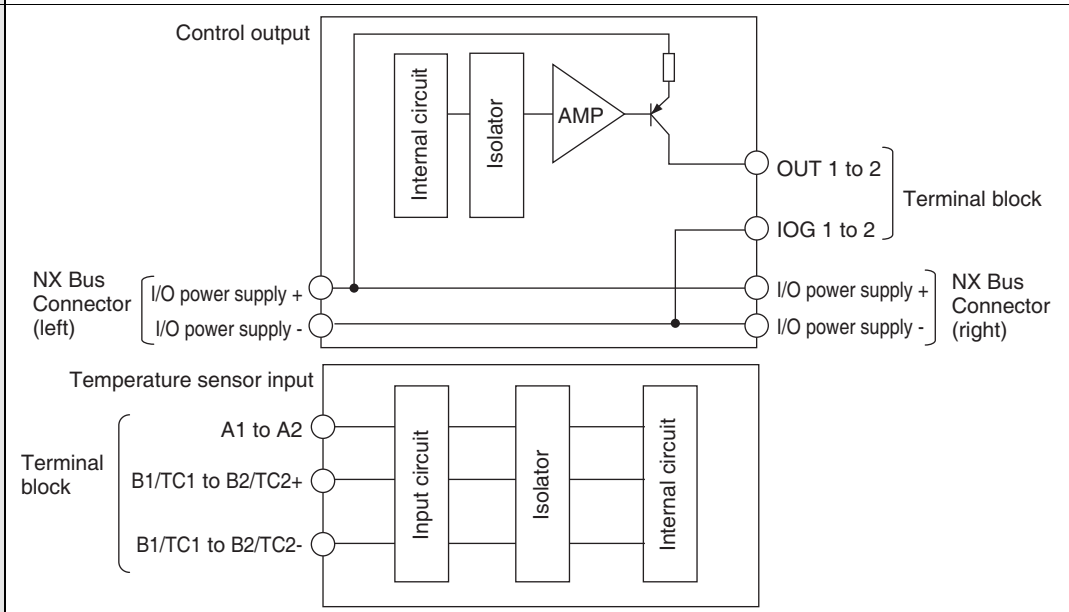 Control output
Internal circuit
Isolator
AMP
OUT 1 to 2
IOG 1 to 2
Terminal block
NX Bus
Connector
(left)
I/O power supply +
I/O power supply -
I/O power supply +
I/O power supply -
NX Bus
Connector
(right)
Temperature sensor input
Terminal
block
A1 to A2
B1/TC1 to B2/TC2+
B1/TC1 to B2/TC2-
Input circuit
Isolator
Internal circuit